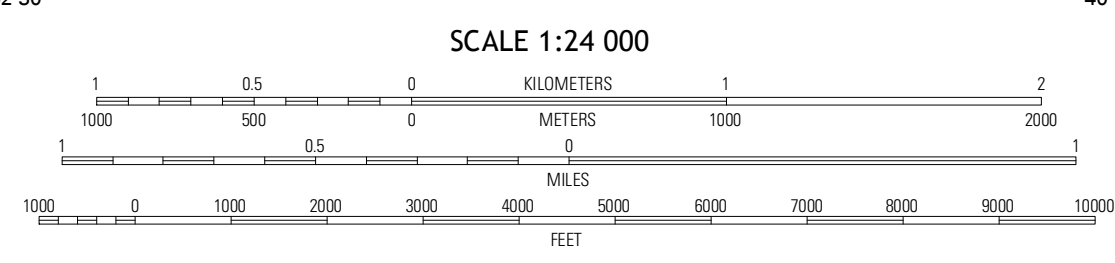 SCALE 1:24 000
1 0.5 0 KILOMETERS 1 2
1000 500 0 METERS 1000 2000
1 0.5 0 1
MILES
1000 0 1000 2000 3000 4000 5000 6000 7000 8000 9000 10000
FEET